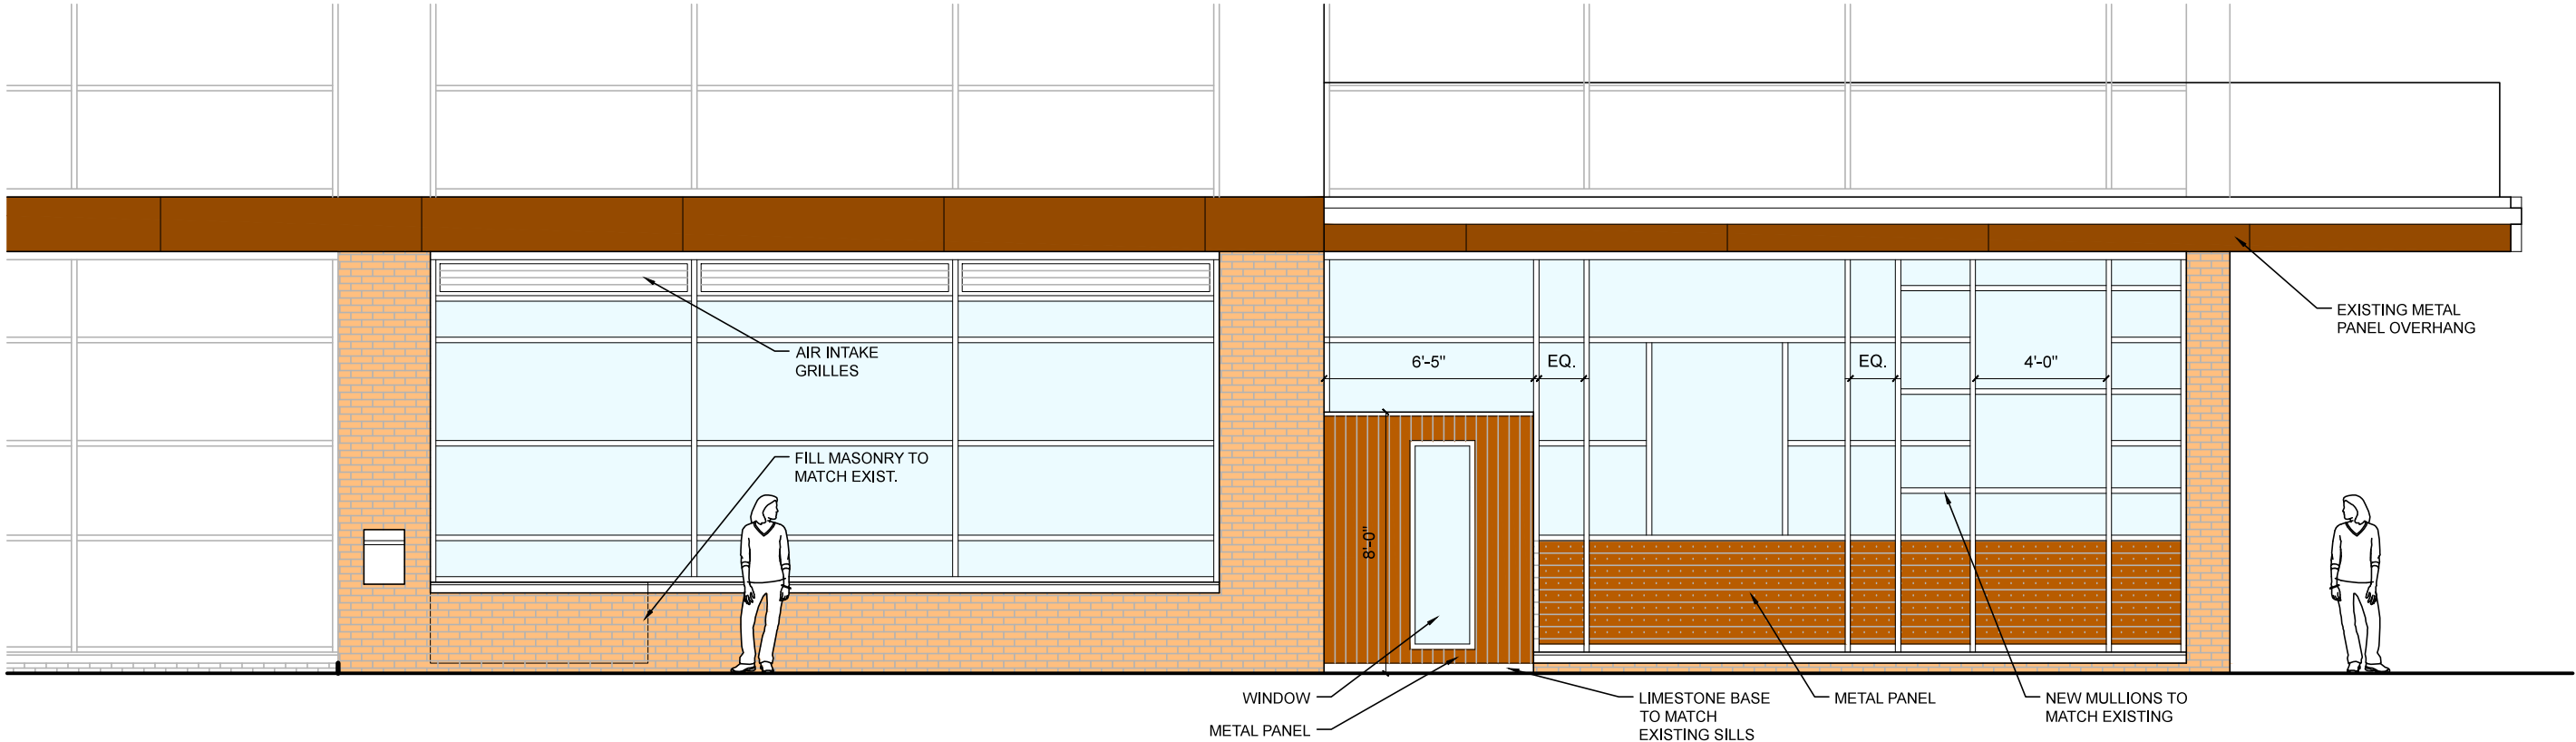 EXISTING METAL
PANEL OVERHANG
AIR INTAKE
GRILLES
6'-5"
EQ.
EQ.
4'-0"
FILL MASONRY TO
MATCH EXIST.
8'-0"
WINDOW
METAL PANEL
LIMESTONE BASE
TO MATCH
EXISTING SILLS
METAL PANEL
NEW MULLIONS TO
MATCH EXISTING